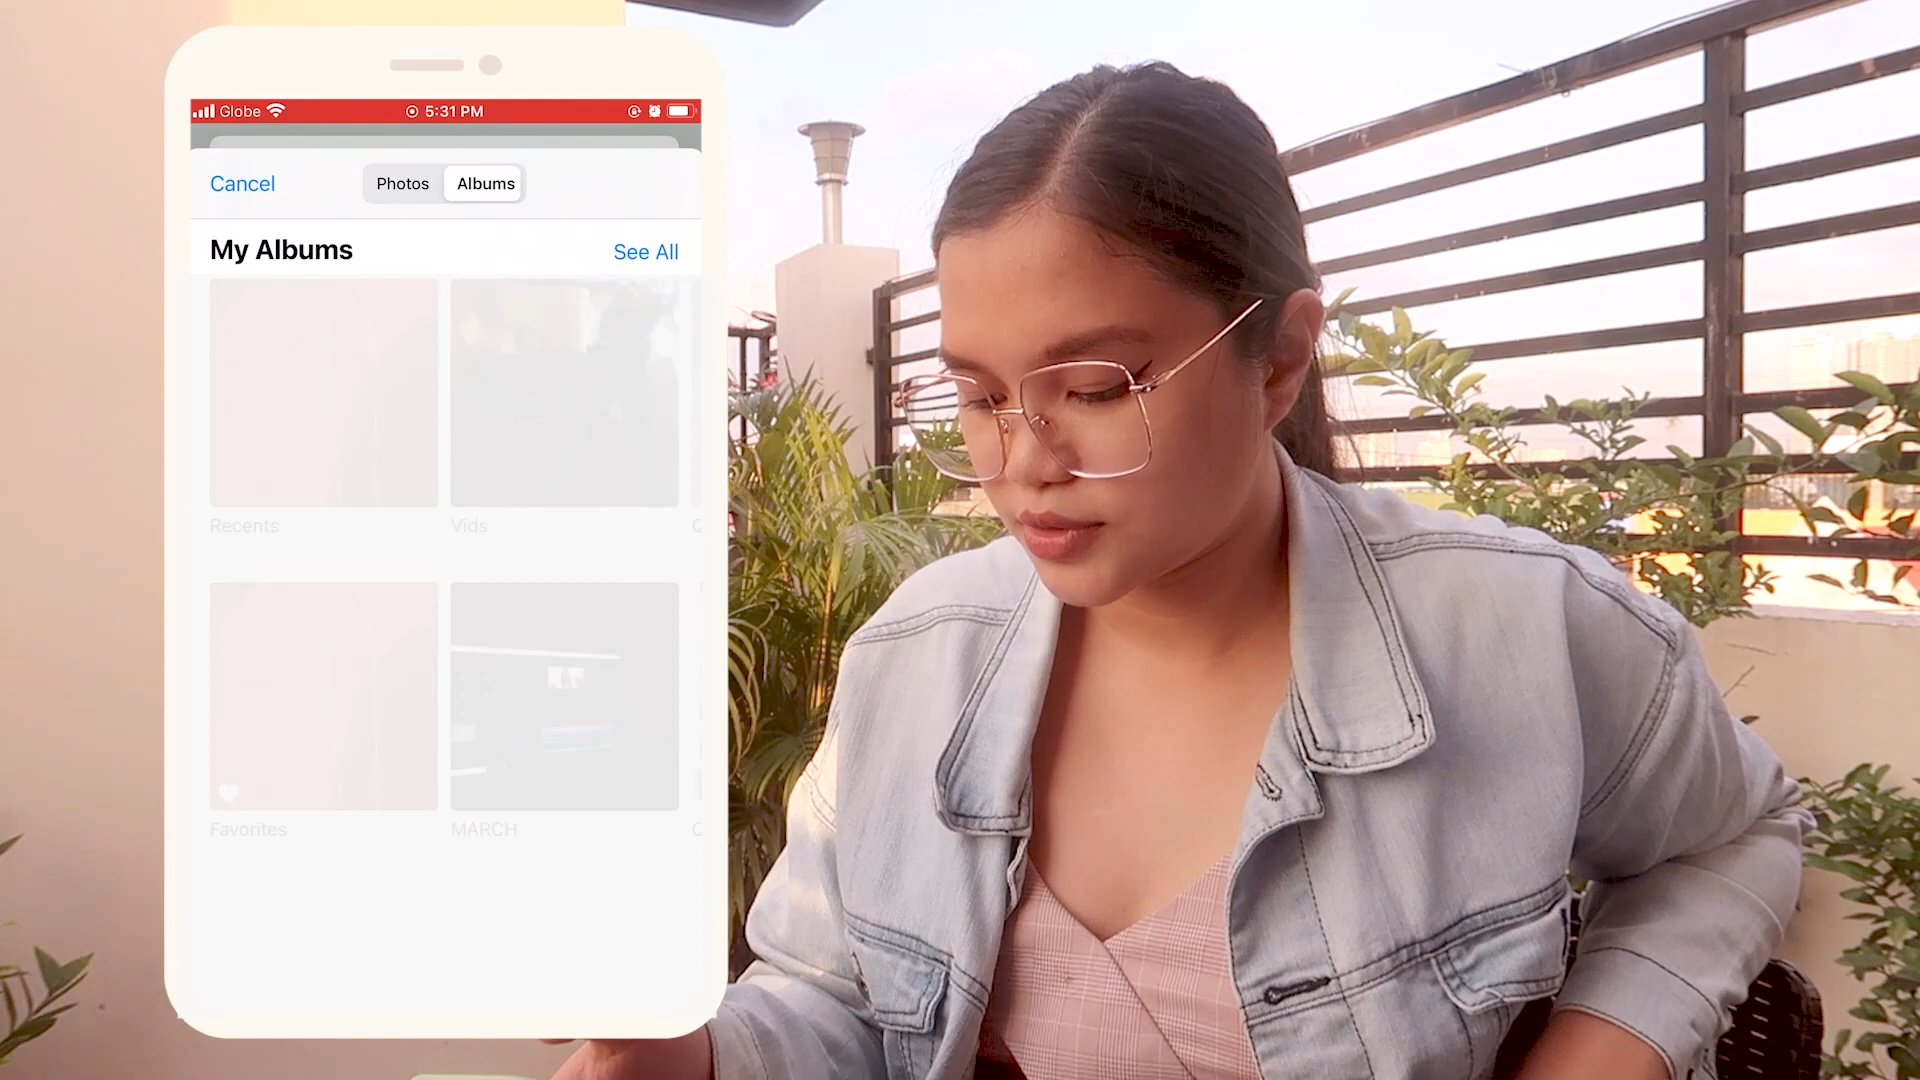 Globe 5:31 PM
Cancel Photos Albums
My Albums See All
Recents Vids
Favorites MARCH